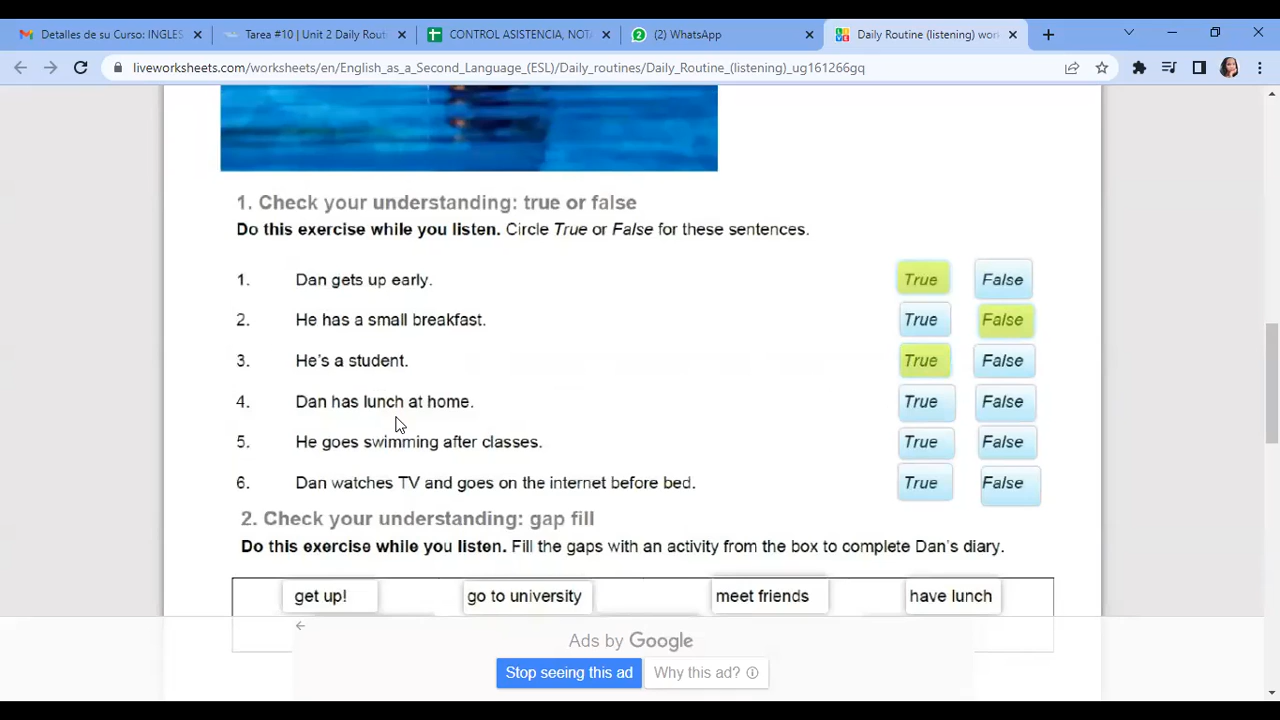 Detalles de su Curso: INGLES
Tarea #10 | Unit 2 Daily Routi
CONTROL ASISTENCIA, NOTA
(2) WhatsApp
Daily Routine (listening) wor
liveworksheets.com/worksheets/en/English_as_a_Second_Language_(ESL)/Daily_routines/Daily_Routine_(listening)_ug161266gq
1. Check your understanding: true or false
Do this exercise while you listen. Circle True or False for these sentences.
1. Dan gets up early. True False
2. He has a small breakfast. True False
3. He's a student. True False
4. Dan has lunch at home. True False
5. He goes swimming after classes. True False
6. Dan watches TV and goes on the internet before bed. True False
2. Check your understanding: gap fill
Do this exercise while you listen. Fill the gaps with an activity from the box to complete Dan's diary.
get up! go to university meet friends have lunch
Ads by Google
Stop seeing this ad Why this ad?